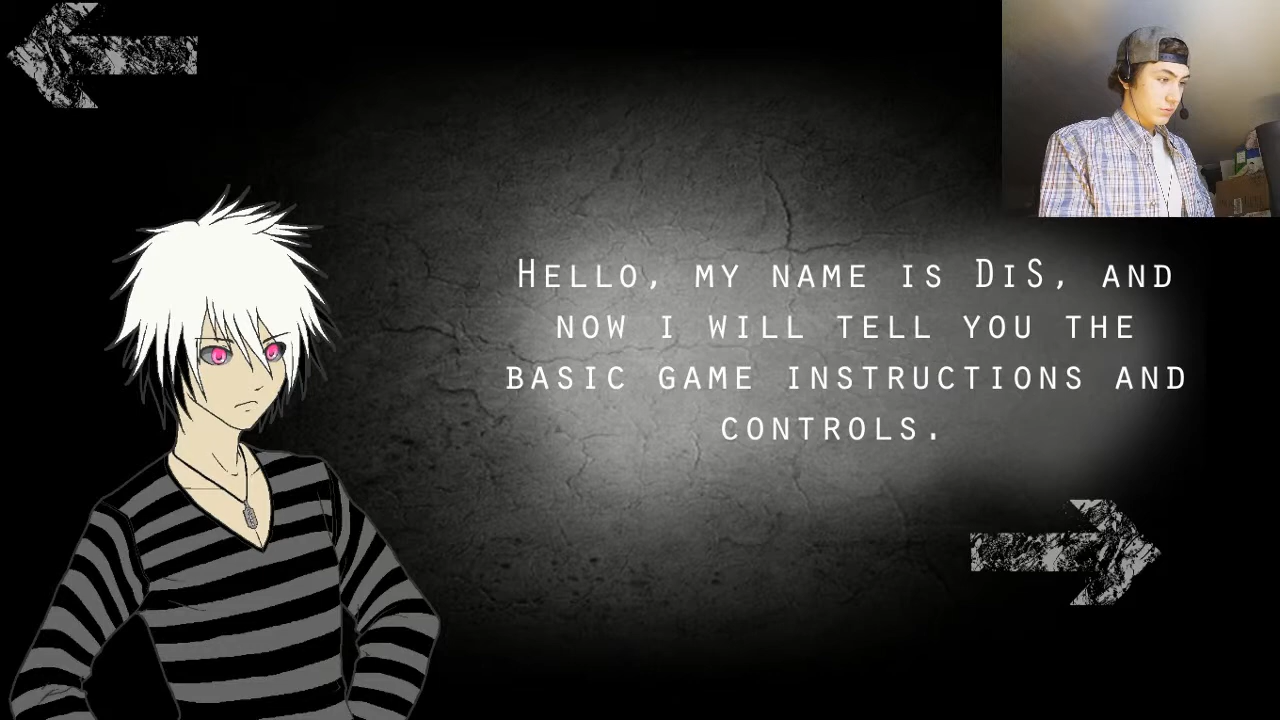 Hello, my name is DiS, and
now i will tell you the
basic game instructions and
controls.